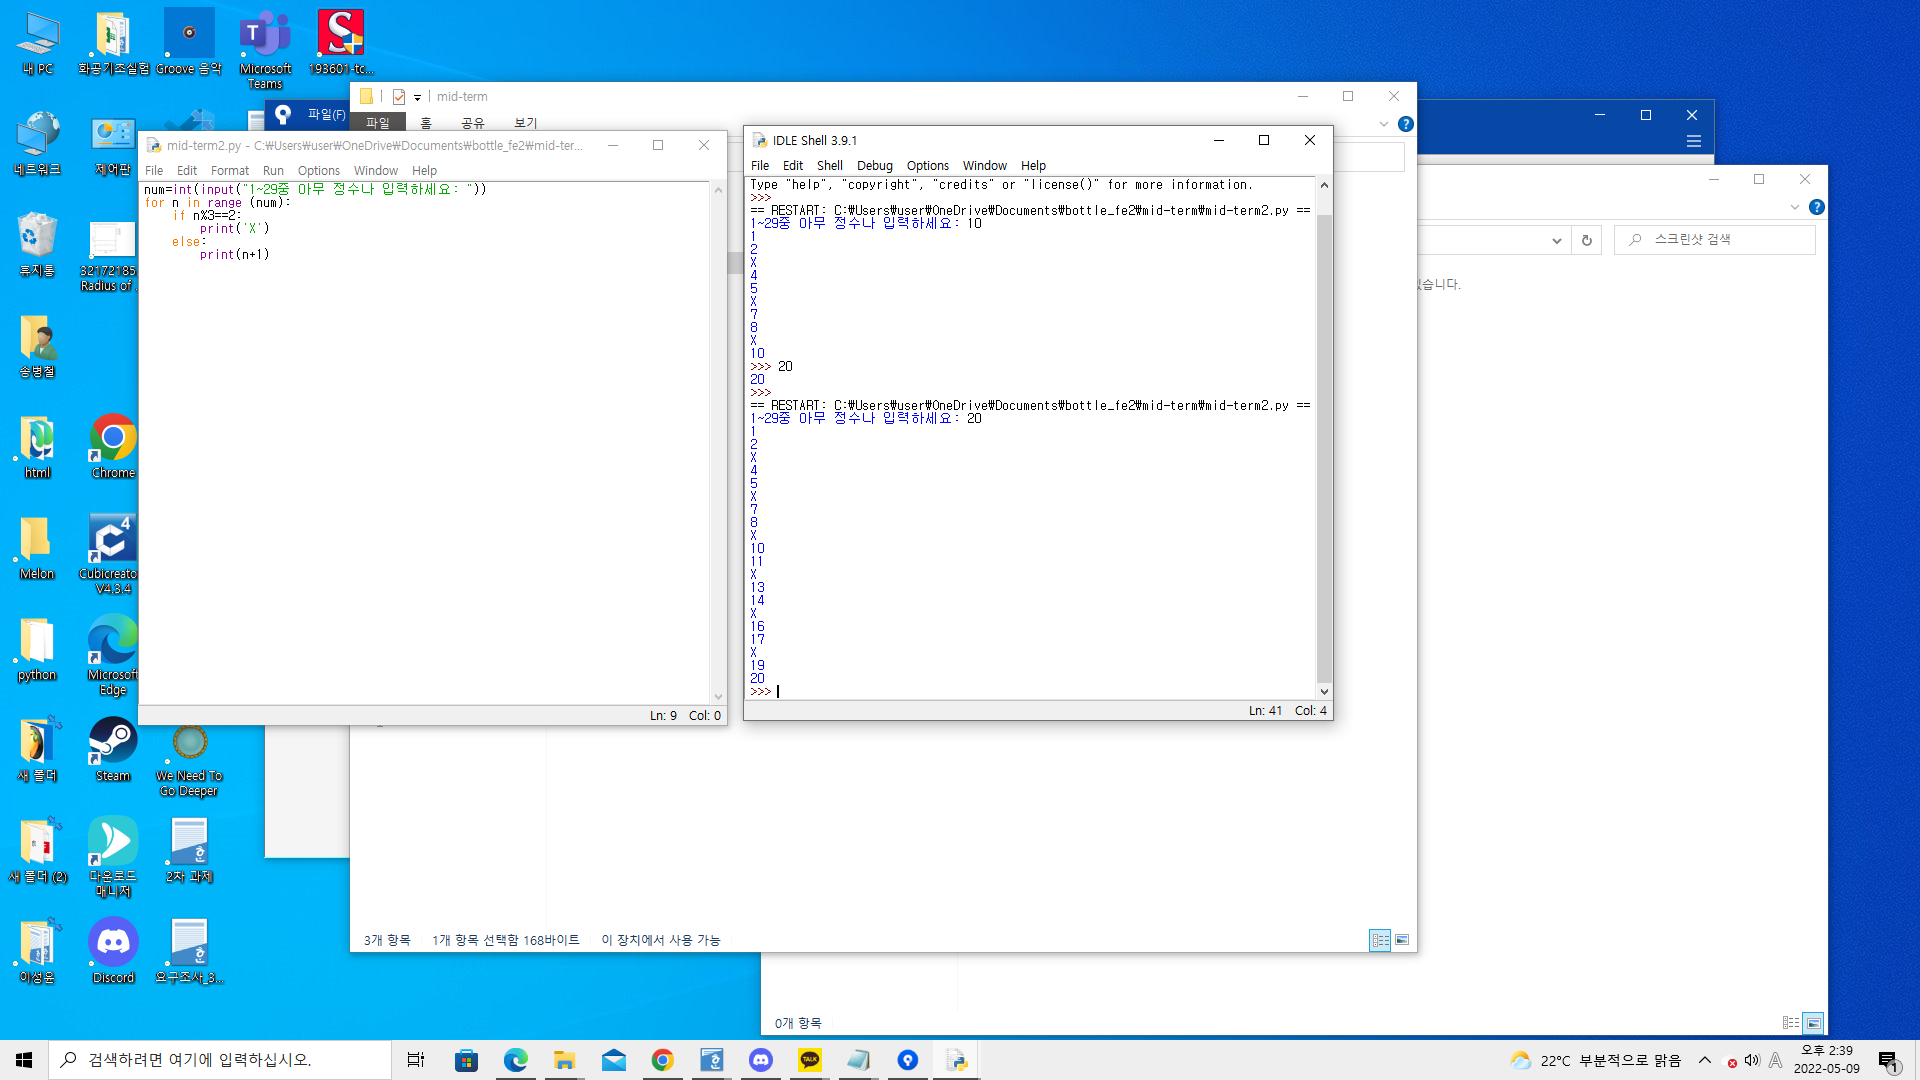 내 PC
화공기초실험
Groove 음악
Microsoft
Teams
193601-tc...
네트워크
제어판
휴지통
32172185
Radius of
송병철
html
Chrome
Melon
Cubicreato
V4.3.4
python
Microsoft
Edge
새 폴더
Steam
We Need To
Go Deeper
새 폴더 (2)
다운로드
매니저
2차 과제
이성윤
Discord
요구조사_3...
파일(F)
mid-term
파일 홈 공유 보기
mid-term2.py - C:₩Users₩user₩OneDrive₩Documents₩bottle_fe2₩mid-ter...
File Edit Format Run Options Window Help
num=int(input("1~29중 아무 정수나 입력하세요: "))
for n in range (num):
    if n%3==2:
        print('X')
    else:
        print(n+1)
Ln: 9 Col: 0
IDLE Shell 3.9.1
File Edit Shell Debug Options Window Help
Type "help", "copyright", "credits" or "license()" for more information.
>>>
== RESTART: C:₩Users₩user₩OneDrive₩Documents₩bottle_fe2₩mid-term₩mid-term2.py ==
1~29중 아무 정수나 입력하세요: 10
1
2
X
4
5
X
7
8
X
10
>>> 20
20
>>>
== RESTART: C:₩Users₩user₩OneDrive₩Documents₩bottle_fe2₩mid-term₩mid-term2.py ==
1~29중 아무 정수나 입력하세요: 20
1
2
X
4
5
X
7
8
X
10
11
X
13
14
X
16
17
X
19
20
>>>
Ln: 41 Col: 4
스크린샷 검색
있습니다.
3개 항목 1개 항목 선택함 168바이트 이 장치에서 사용 가능
0개 항목
검색하려면 여기에 입력하십시오.
TALK
22°C 부분적으로 맑음
A
오후 2:39
2022-05-09
1